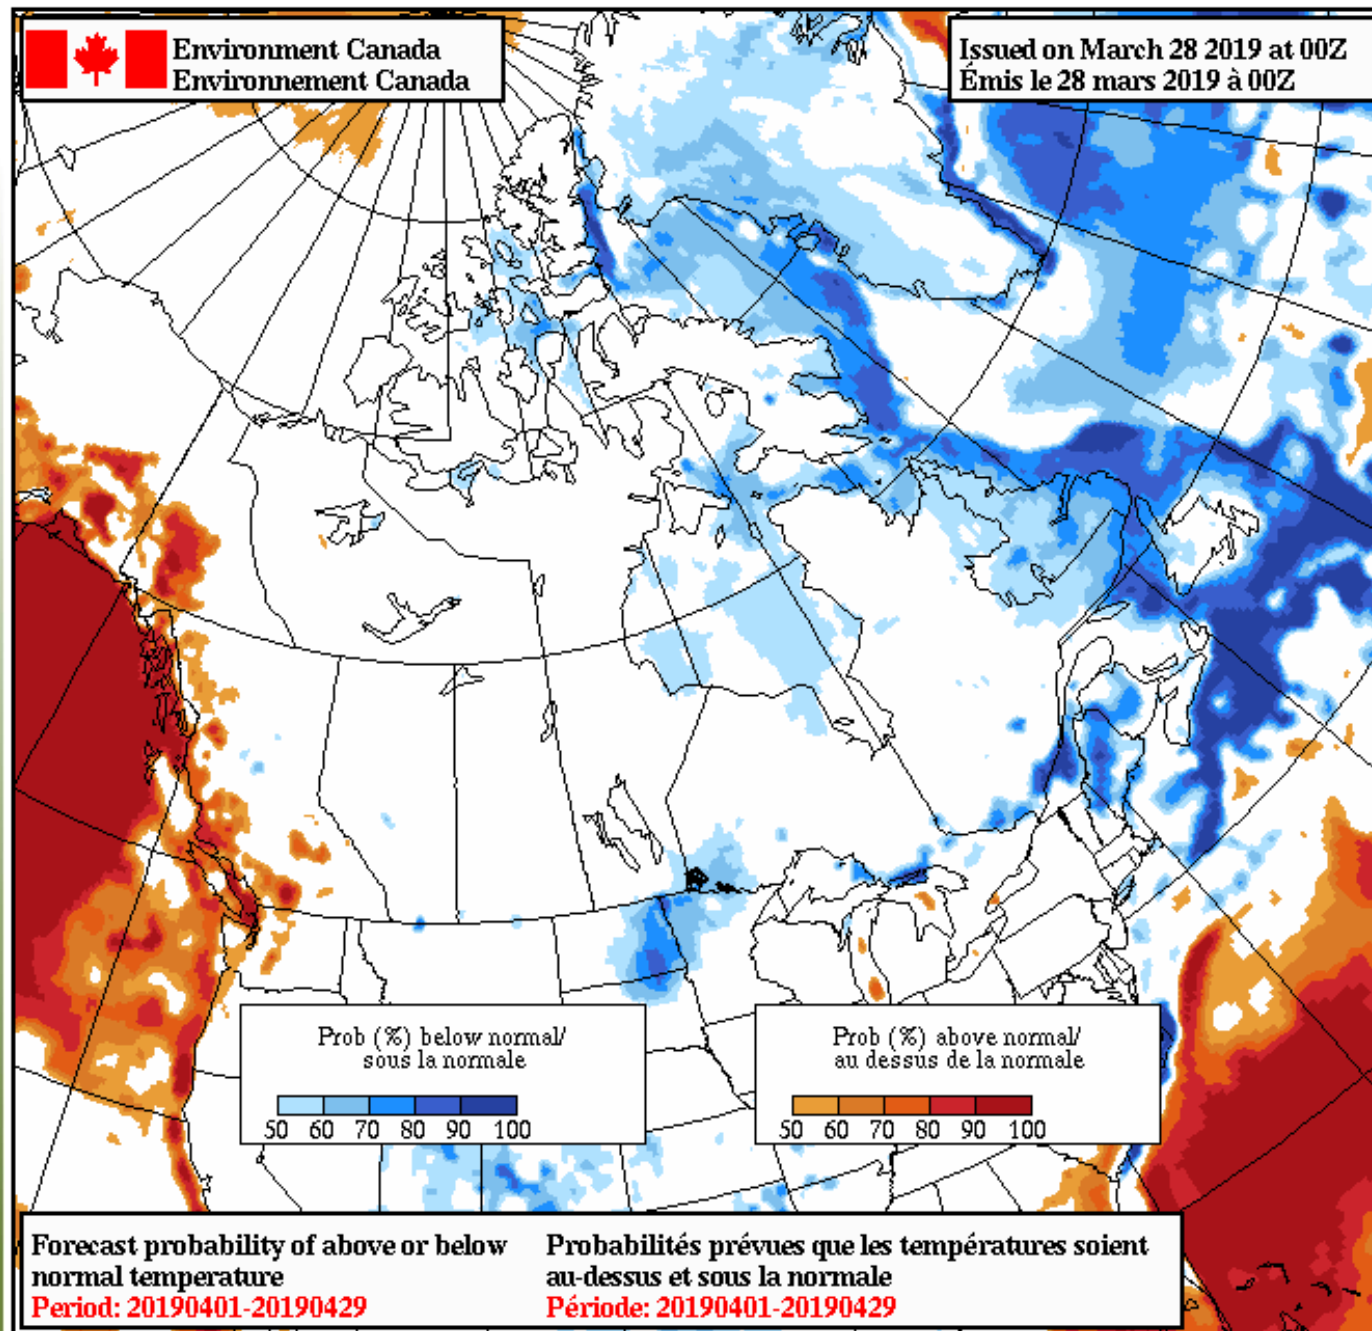 Environment Canada
Environnement Canada
Issued on March 28 2019 at 00Z
Émis le 28 mars 2019 à 00Z
Prob (%) below normal/
sous la normale
50 60 70 80 90 100
Prob (%) above normal/
au dessus de la normale
50 60 70 80 90 100
Forecast probability of above or below
normal temperature
Period: 20190401-20190429
Probabilités prévues que les températures soient
au-dessus et sous la normale
Période: 20190401-20190429